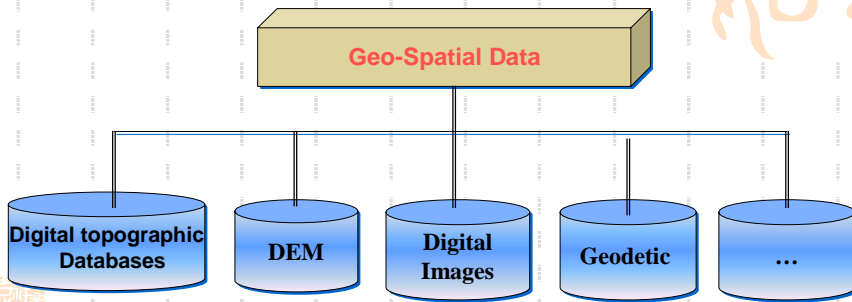 Geo-Spatial Data
Digital topographic
Databases
DEM
Digital
Images
Geodetic
...